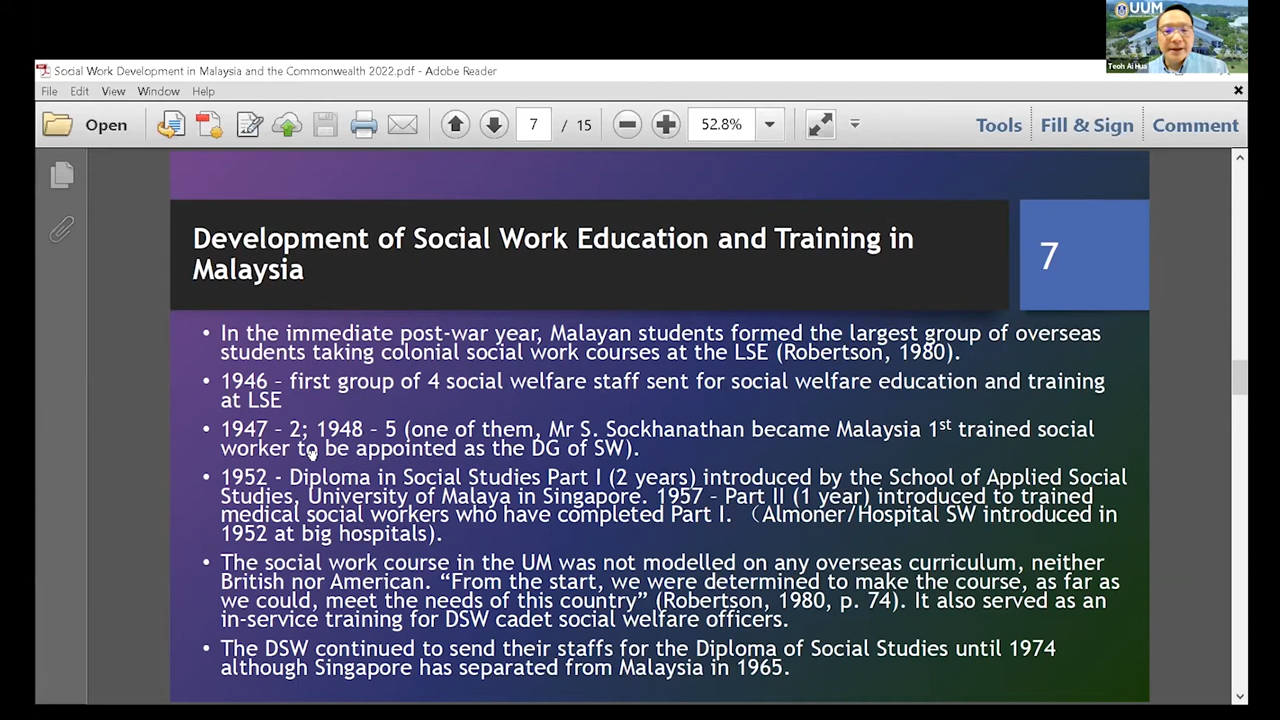 UUM
Teoh Ai Hua
Social Work Development in Malaysia and the Commonwealth 2022.pdf - Adobe Reader
File Edit View Window Help
Open 7 / 15 52.8% Tools Fill & Sign Comment
Development of Social Work Education and Training in
Malaysia
7
• In the immediate post-war year, Malayan students formed the largest group of overseas
students taking colonial social work courses at the LSE (Robertson, 1980).
• 1946 – first group of 4 social welfare staff sent for social welfare education and training
at LSE
• 1947 – 2; 1948 – 5 (one of them, Mr S. Sockhanathan became Malaysia 1st trained social
worker to be appointed as the DG of SW).
• 1952 - Diploma in Social Studies Part I (2 years) introduced by the School of Applied Social
Studies, University of Malaya in Singapore. 1957 – Part II (1 year) introduced to trained
medical social workers who have completed Part I. （Almoner/Hospital SW introduced in
1952 at big hospitals).
• The social work course in the UM was not modelled on any overseas curriculum, neither
British nor American. “From the start, we were determined to make the course, as far as
we could, meet the needs of this country” (Robertson, 1980, p. 74). It also served as an
in-service training for DSW cadet social welfare officers.
• The DSW continued to send their staffs for the Diploma of Social Studies until 1974
although Singapore has separated from Malaysia in 1965.